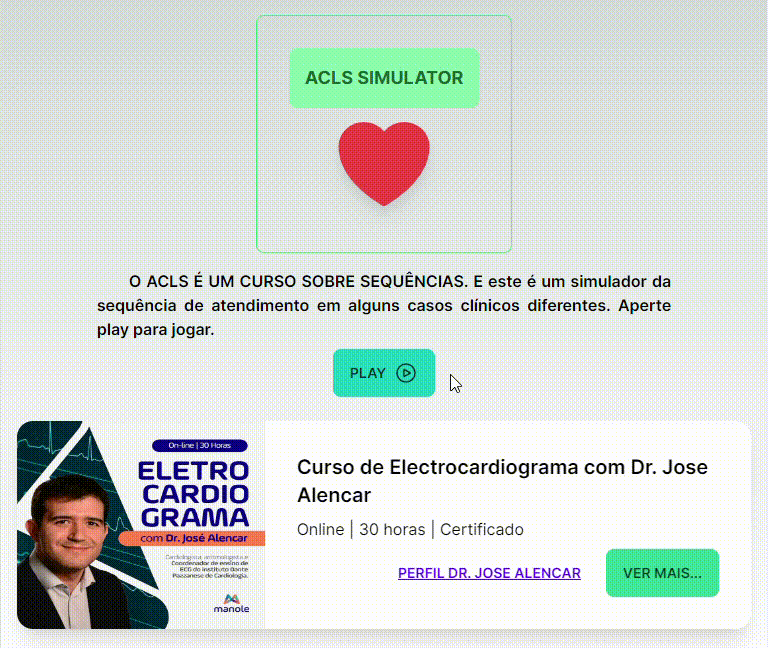 ACLS SIMULATOR
O ACLS É UM CURSO SOBRE SEQUÊNCIAS. E este é um simulador da
sequência de atendimento em alguns casos clínicos diferentes. Aperte
play para jogar.
PLAY
On-line | 30 Horas
ELETRO
CARDIO
GRAMA
com Dr. José Alencar
Cardiologista, arritmologista e
Coordenador de ensino de
ECG do Instituto Dante
Pazzanese de Cardiologia.
manole
Curso de Electrocardiograma com Dr. Jose
Alencar
Online | 30 horas | Certificado
PERFIL DR. JOSE ALENCAR
VER MAIS...